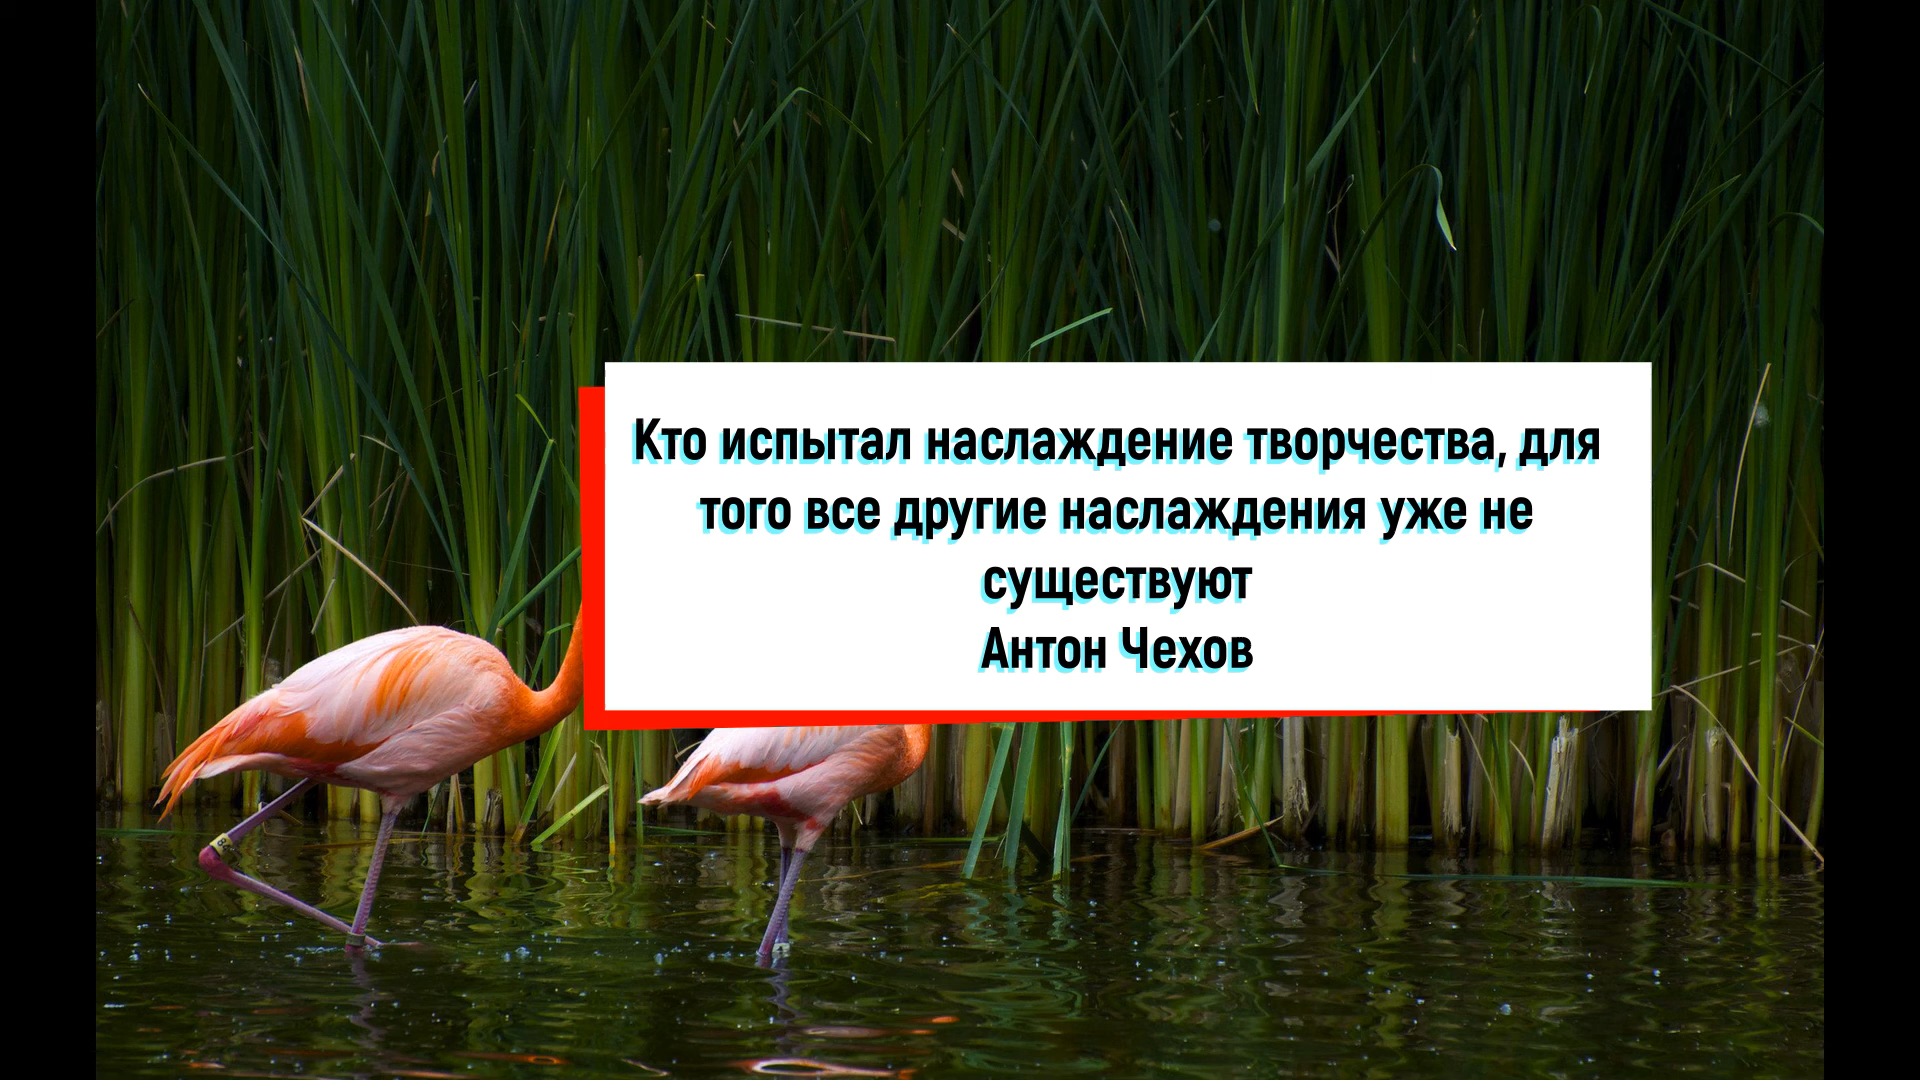 Кто испытал наслаждение творчества, для
того все другие наслаждения уже не
существуют
Антон Чехов